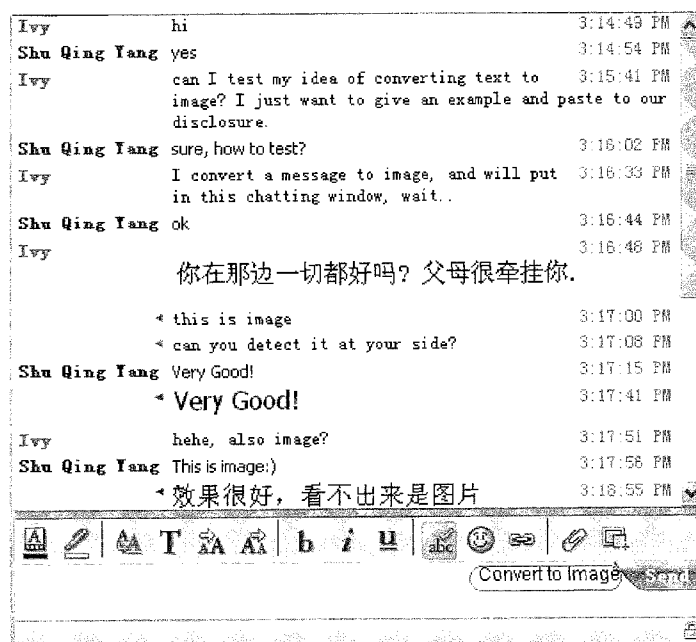 Ivy hi 3:14:49 PM
Shu Qing Yang yes 3:14:54 PM
Ivy can I test my idea of converting text to 3:15:41 PM
image? I just want to give an example and paste to our
disclosure.
Shu Qing Yang sure, how to test? 3:16:02 PM
Ivy I convert a message to image, and will put 3:16:33 PM
in this chatting window, wait..
Shu Qing Yang ok 3:16:44 PM
Ivy 3:16:48 PM
你在那边一切都好吗? 父母很牵挂你.
this is image 3:17:00 PM
can you detect it at your side? 3:17:08 PM
Shu Qing Yang Very Good! 3:17:15 PM
Very Good! 3:17:41 PM
Ivy hehe, also image? 3:17:51 PM
Shu Qing Yang This is image:) 3:17:56 PM
效果很好，看不出来是图片 3:18:55 PM
A AA T AA AA b i u abc
Convert to Image Send